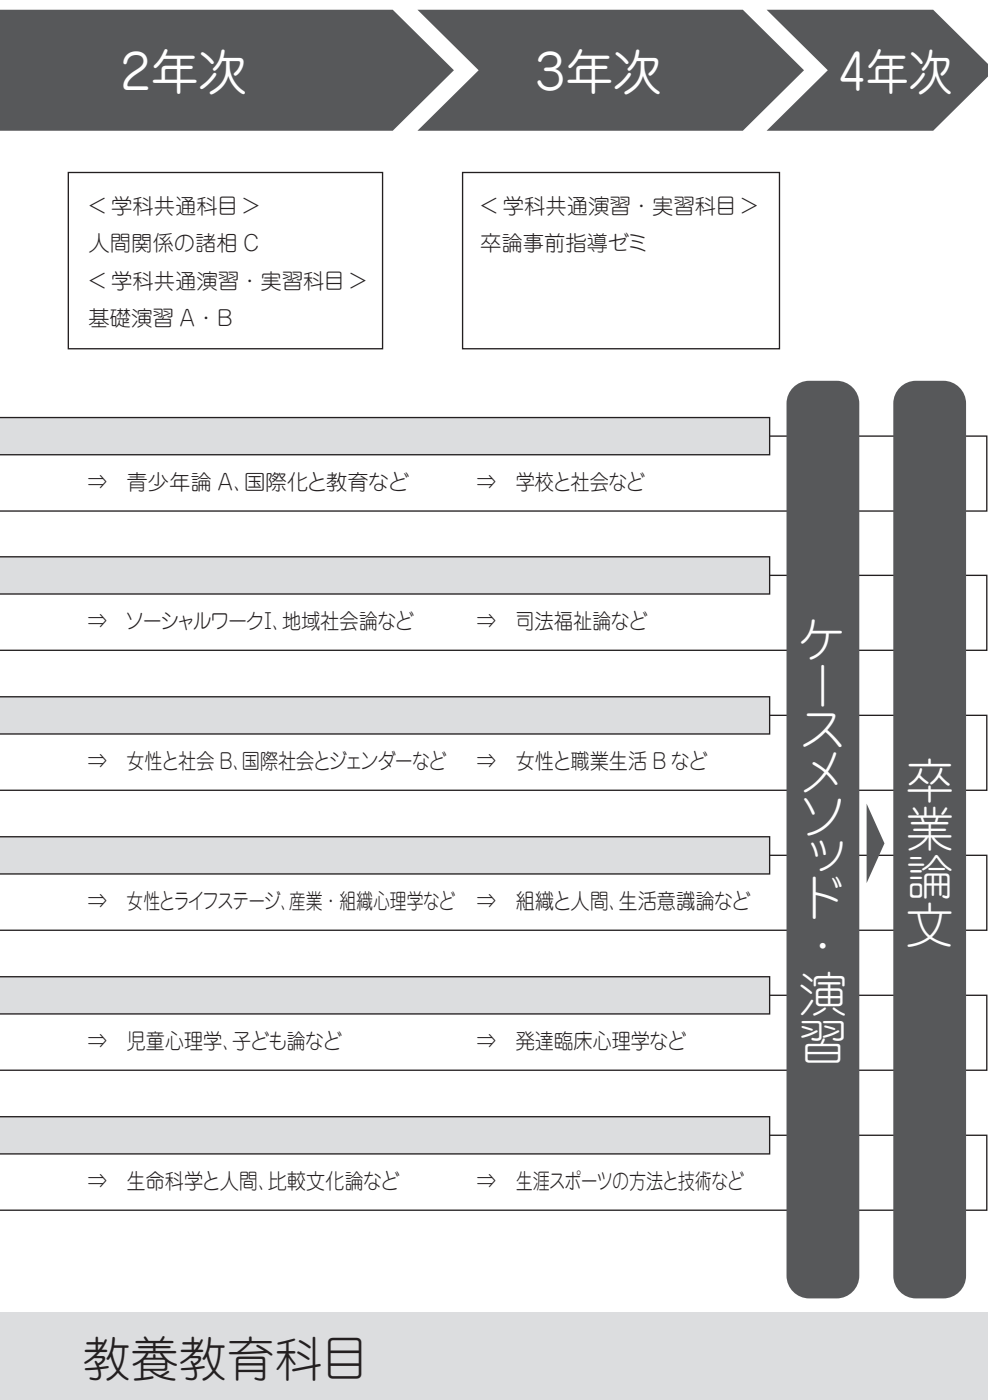 2年次
3年次
4年次
＜学科共通科目＞
人間関係の諸相 C
＜学科共通演習・実習科目＞
基礎演習 A・B
＜学科共通演習・実習科目＞
卒論事前指導ゼミ
⇒ 青少年論 A、国際化と教育など
⇒ 学校と社会など
⇒ ソーシャルワークI、地域社会論など
⇒ 司法福祉論など
⇒ 女性と社会 B、国際社会とジェンダーなど
⇒ 女性と職業生活 B など
⇒ 女性とライフステージ、産業・組織心理学など
⇒ 組織と人間、生活意識論など
⇒ 児童心理学、子ども論など
⇒ 発達臨床心理学など
⇒ 生命科学と人間、比較文化論など
⇒ 生涯スポーツの方法と技術など
ケースメソッド・演習
卒業論文
教養教育科目